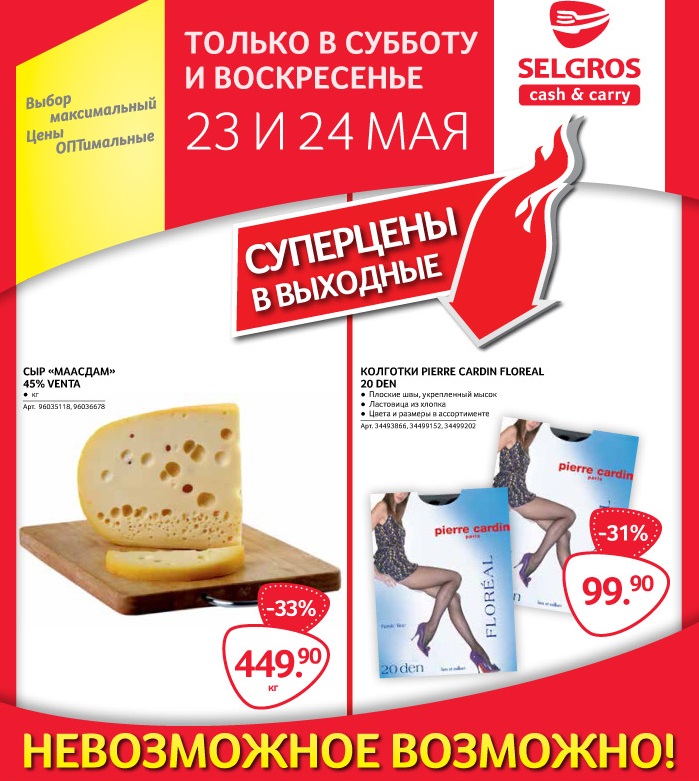 Выбор
максимальный
Цены
ОПТимальные
ТОЛЬКО В СУББОТУ
И ВОСКРЕСЕНЬЕ
23 И 24 МАЯ
SELGROS
cash & carry
СУПЕРЦЕНЫ
В ВЫХОДНЫЕ
СЫР «МААСДАМ»
45% VENTA
● кг
Арт. 96035118, 96036678
-33%
449.90
кг
КОЛГОТКИ PIERRE CARDIN FLOREAL
20 DEN
● Плоские швы, укрепленный мысок
● Ластовица из хлопка
● Цвета и размеры в ассортименте
Арт. 34493866, 34499152, 34499202
pierre cardin
paris
pierre cardin
paris
FLORÉAL
20 den
-31%
99.90
НЕВОЗМОЖНОЕ ВОЗМОЖНО!